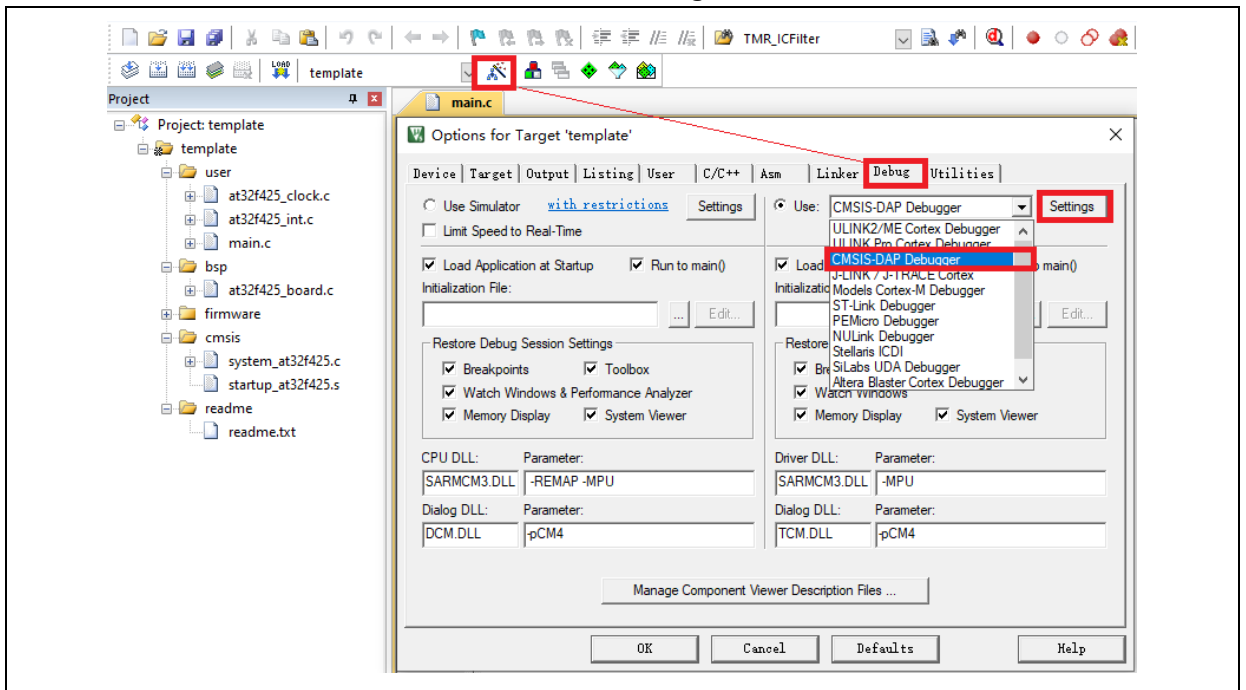 TMR_ICFilter
LOAD
template
Project
main.c
Project: template
template
user
at32f425_clock.c
at32f425_int.c
main.c
bsp
at32f425_board.c
firmware
cmsis
system_at32f425.c
startup_at32f425.s
readme
readme.txt
Options for Target 'template'
Device Target Output Listing User C/C++ Asm Linker Debug Utilities
Use Simulator with restrictions Settings
Limit Speed to Real-Time
Use: CMSIS-DAP Debugger Settings
ULINK2/ME Cortex Debugger
ULINK Pro Cortex Debugger
CMSIS-DAP Debugger
J-LINK / J-TRACE Cortex
Models Cortex-M Debugger
ST-Link Debugger
PEMicro Debugger
NULink Debugger
Stellaris ICDI
SiLabs UDA Debugger
Altera Blaster Cortex Debugger
Load Application at Startup Run to main()
Initialization File:
... Edit...
Load main()
Edit...
Restore Debug Session Settings
Breakpoints Toolbox
Watch Windows & Performance Analyzer
Memory Display System Viewer
Restore
Watch Windows
Memory Display System Viewer
CPU DLL: Parameter:
SARMCM3.DLL -REMAP -MPU
Dialog DLL: Parameter:
DCM.DLL -pCM4
Driver DLL: Parameter:
SARMCM3.DLL -MPU
Dialog DLL: Parameter:
TCM.DLL -pCM4
Manage Component Viewer Description Files ...
OK Cancel Defaults Help